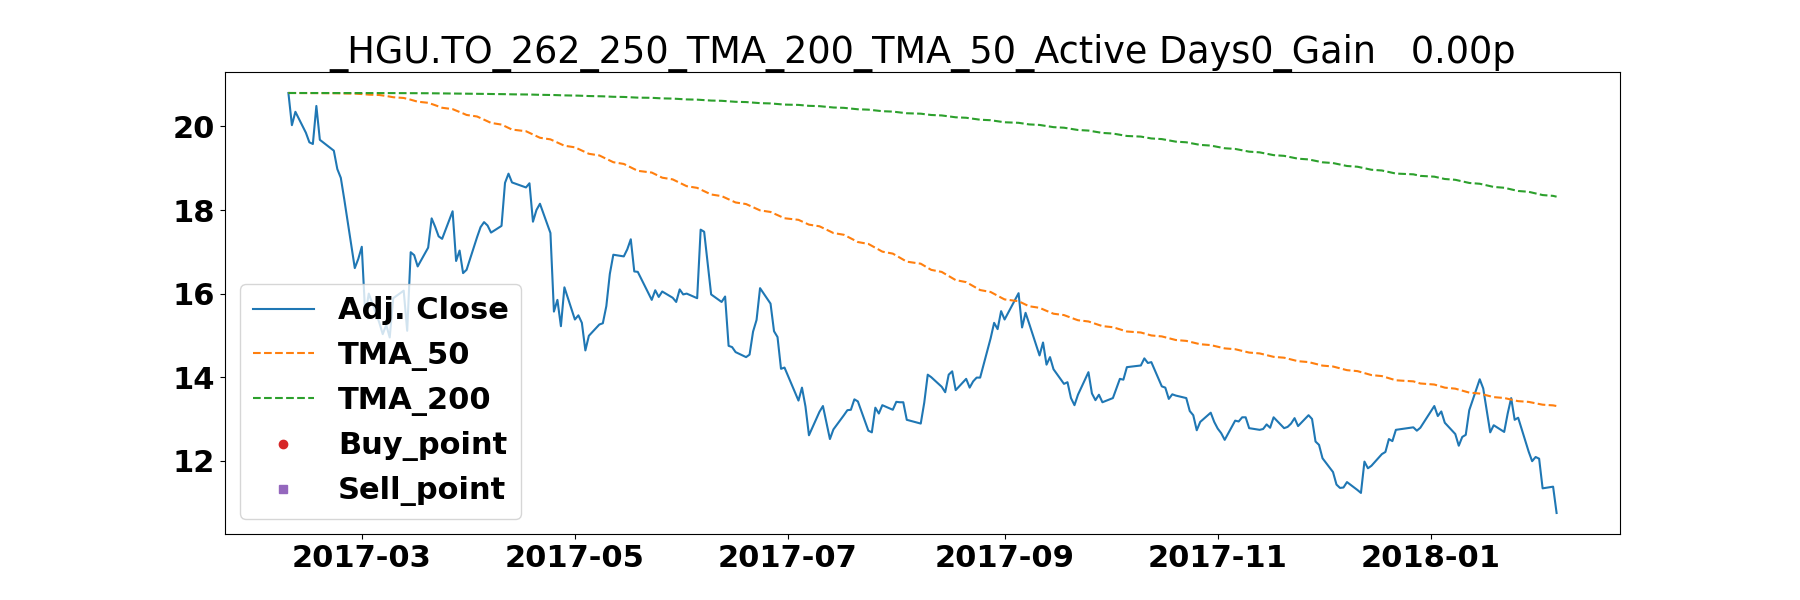 _HGU.TO_262_250_TMA_200_TMA_50_Active Days0_Gain   0.00p
20
18
16
14
12
Adj. Close
TMA_50
TMA_200
Buy_point
Sell_point
2017-03 2017-05 2017-07 2017-09 2017-11 2018-01